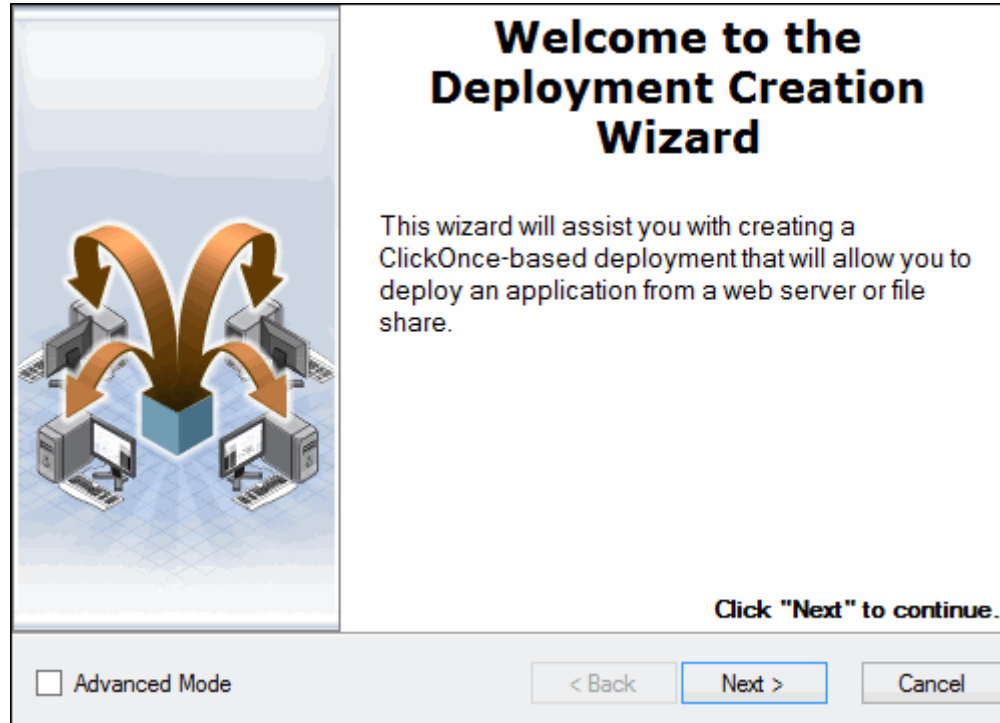 Welcome to the
Deployment Creation
Wizard
This wizard will assist you with creating a
ClickOnce-based deployment that will allow you to
deploy an application from a web server or file
share.
Click "Next" to continue.
Advanced Mode
< Back
Next >
Cancel